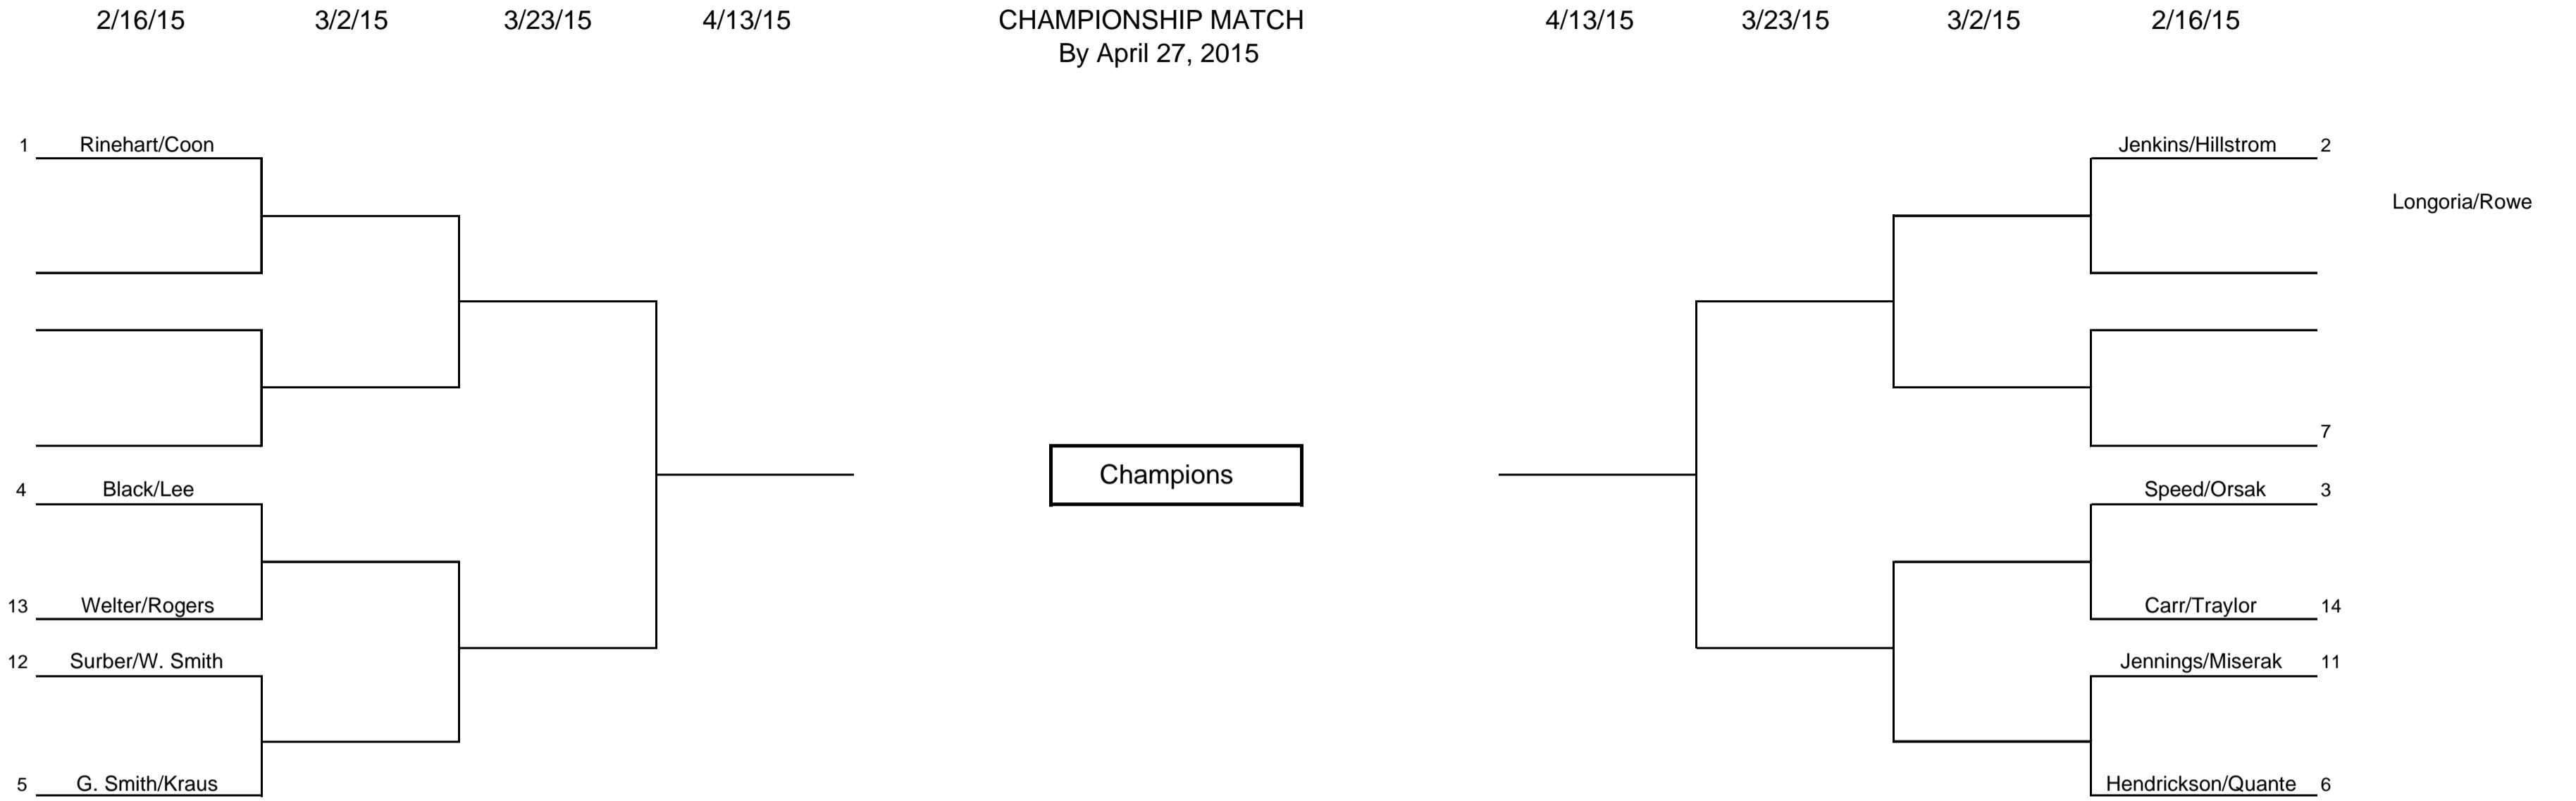 2/16/15 3/2/15 3/23/15 4/13/15 CHAMPIONSHIP MATCH 4/13/15 3/23/15 3/2/15 2/16/15
By April 27, 2015
1 Rinehart/Coon Jenkins/Hillstrom 2
Longoria/Rowe
7
Champions
4 Black/Lee Speed/Orsak 3
13 Welter/Rogers Carr/Traylor 14
12 Surber/W. Smith Jennings/Miserak 11
5 G. Smith/Kraus Hendrickson/Quante 6